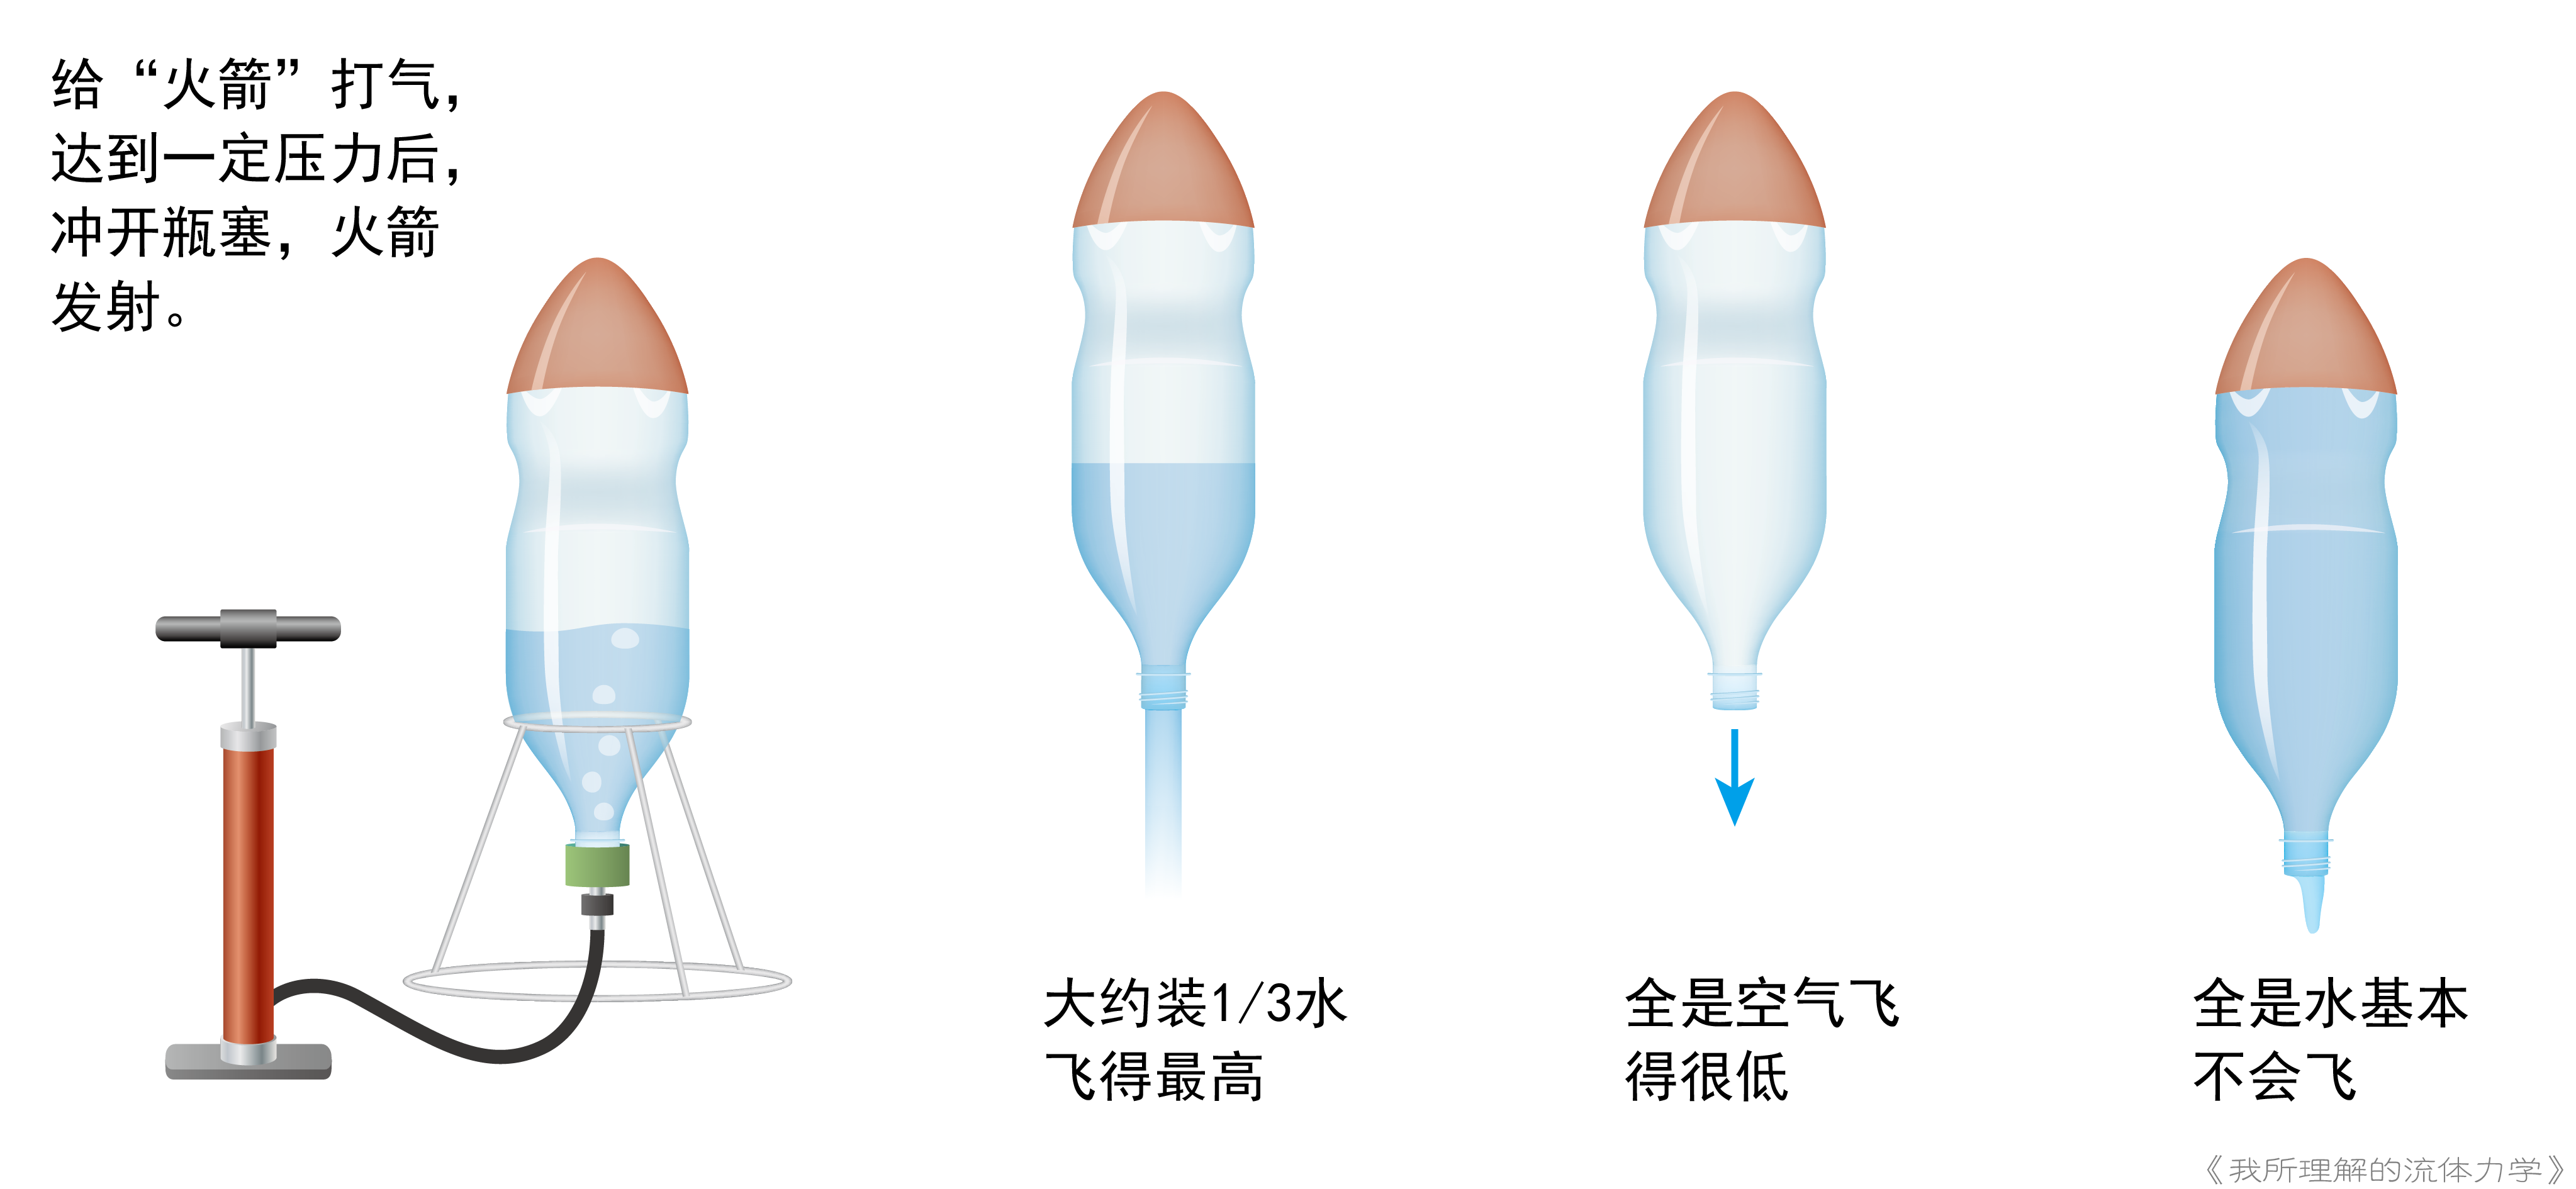 给“火箭”打气，
达到一定压力后，
冲开瓶塞，火箭
发射。
大约装1/3水
飞得最高
全是空气飞
得很低
全是水基本
不会飞
《我所理解的流体力学》